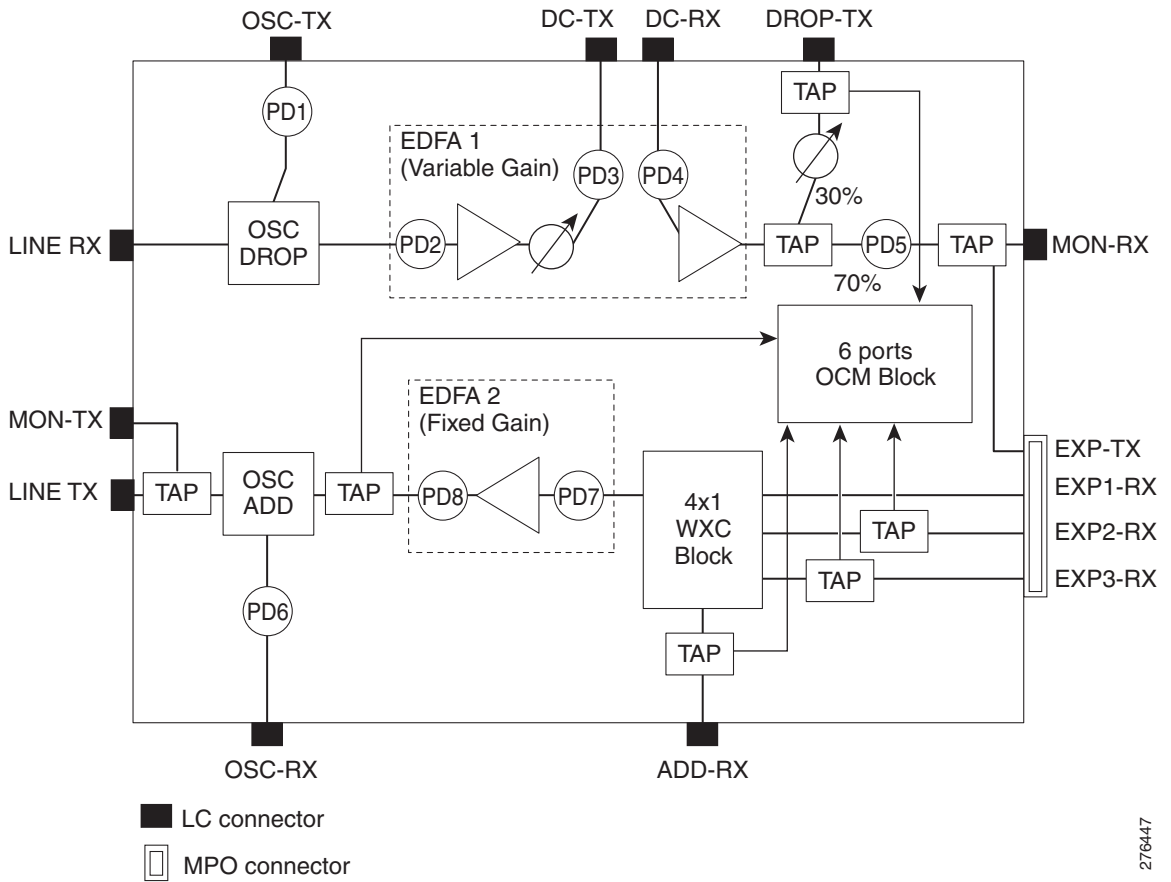 OSC-TX
DC-TX
DC-RX
DROP-TX
TAP
PD1
EDFA 1
(Variable Gain)
PD3
PD4
30%
LINE RX
OSC
DROP
PD2
TAP
PD5
TAP
MON-RX
70%
6 ports
OCM Block
EDFA 2
(Fixed Gain)
MON-TX
EXP-TX
LINE TX
TAP
OSC
ADD
TAP
PD8
PD7
4x1
WXC
Block
EXP1-RX
TAP
EXP2-RX
TAP
EXP3-RX
PD6
TAP
OSC-RX
ADD-RX
LC connector
MPO connector
276447